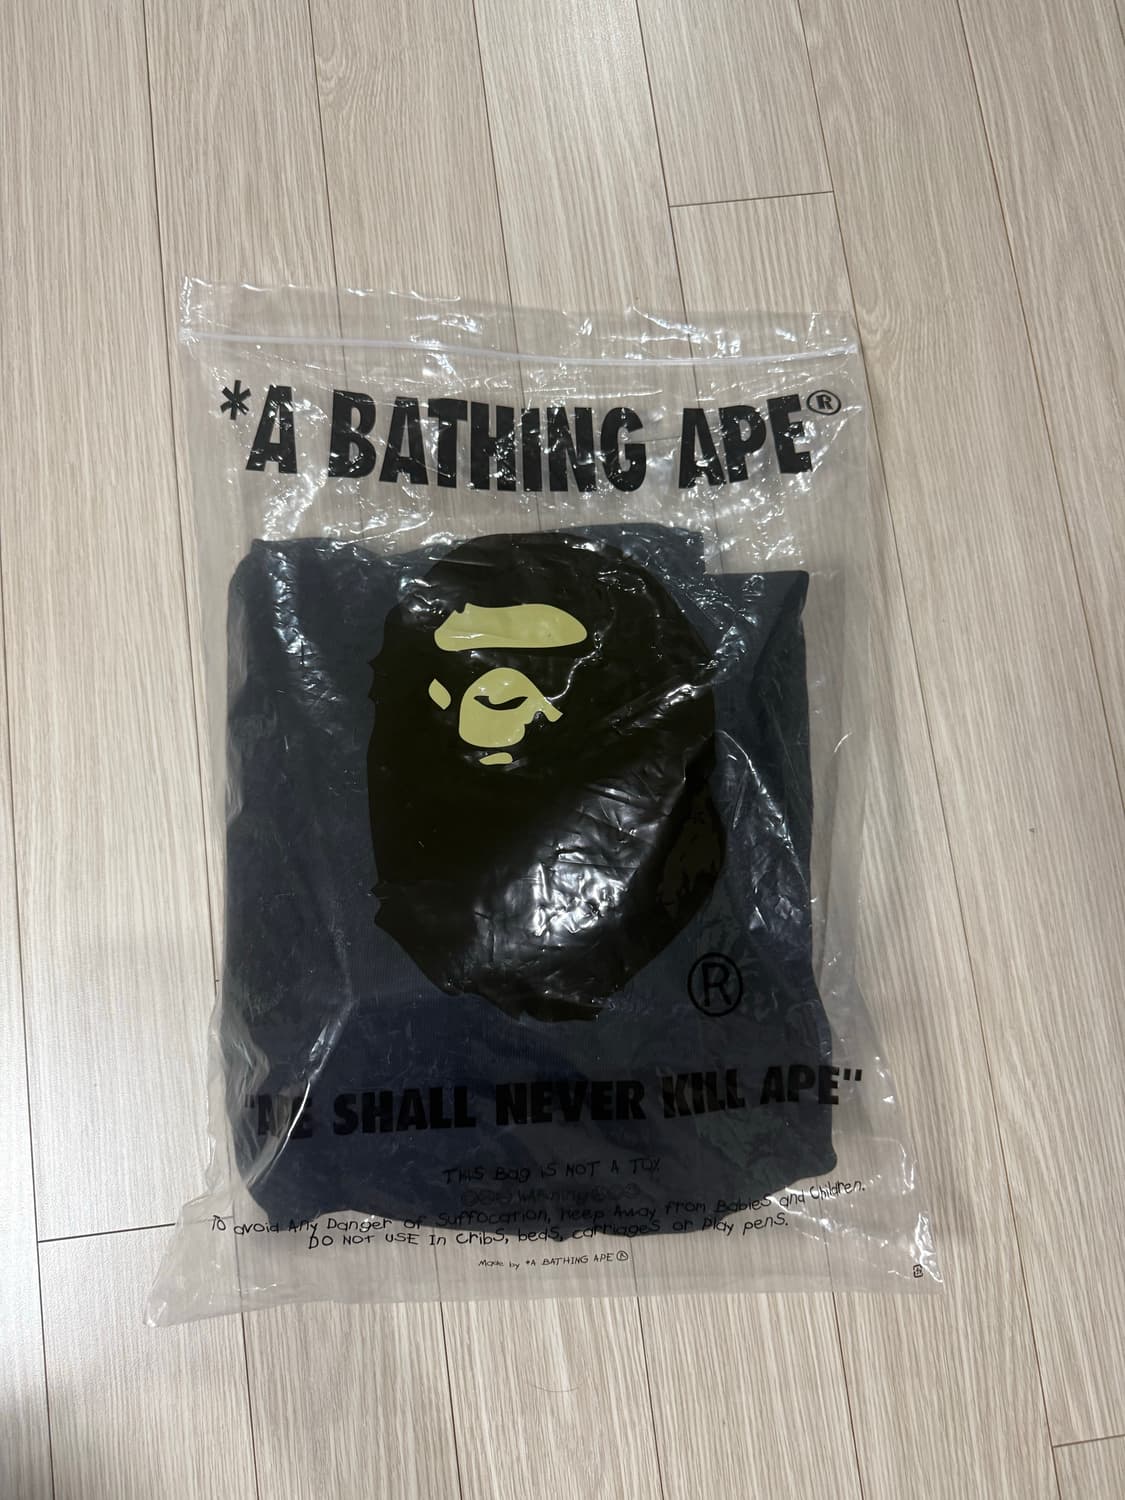 *A BATHING APE®
®
"APE SHALL NEVER KILL APE"
THIS Bag iS NOT A TOY
WARNING
TO avoid Any Danger of Suffocation, keep Away from BabieS and Children.
DO NOT USE In CribS, bedS, carriageS or Play penS.
Made by *A BATHING APE®